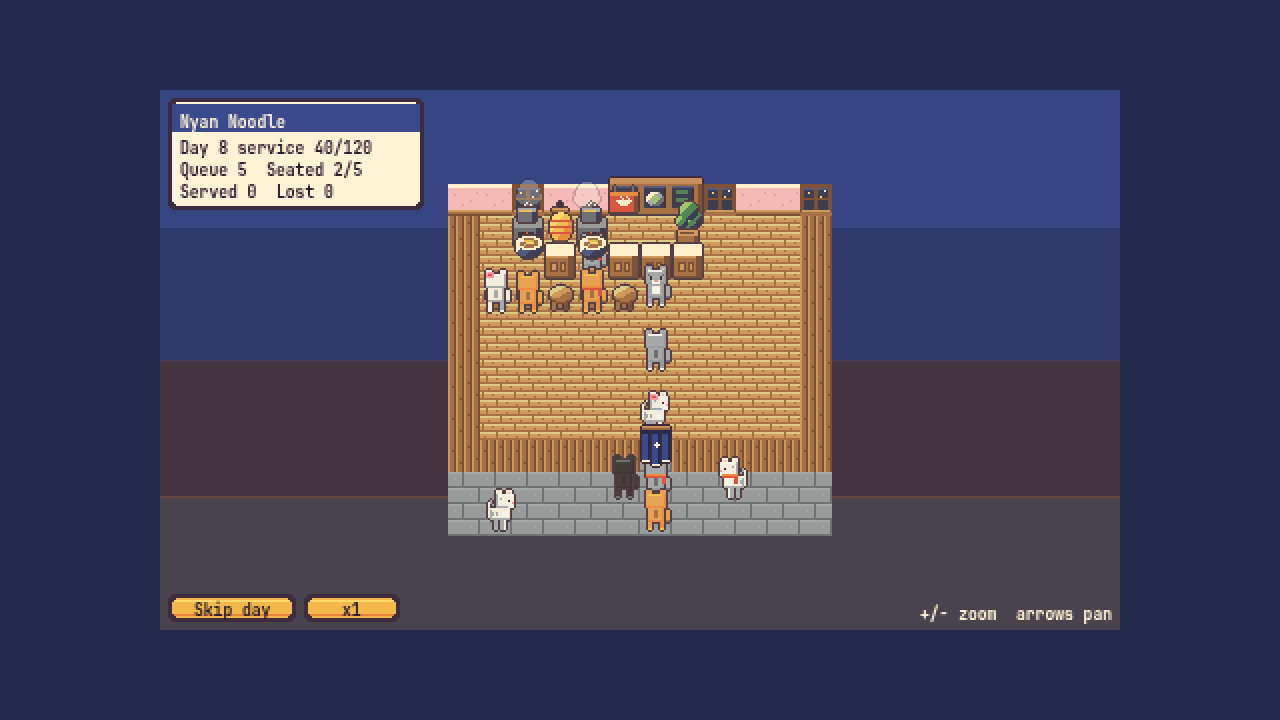 Nyan Noodle
Day 8 service 40/120
Queue 5  Seated 2/5
Served 0  Lost 0
Skip day
x1
+/- zoom  arrows pan